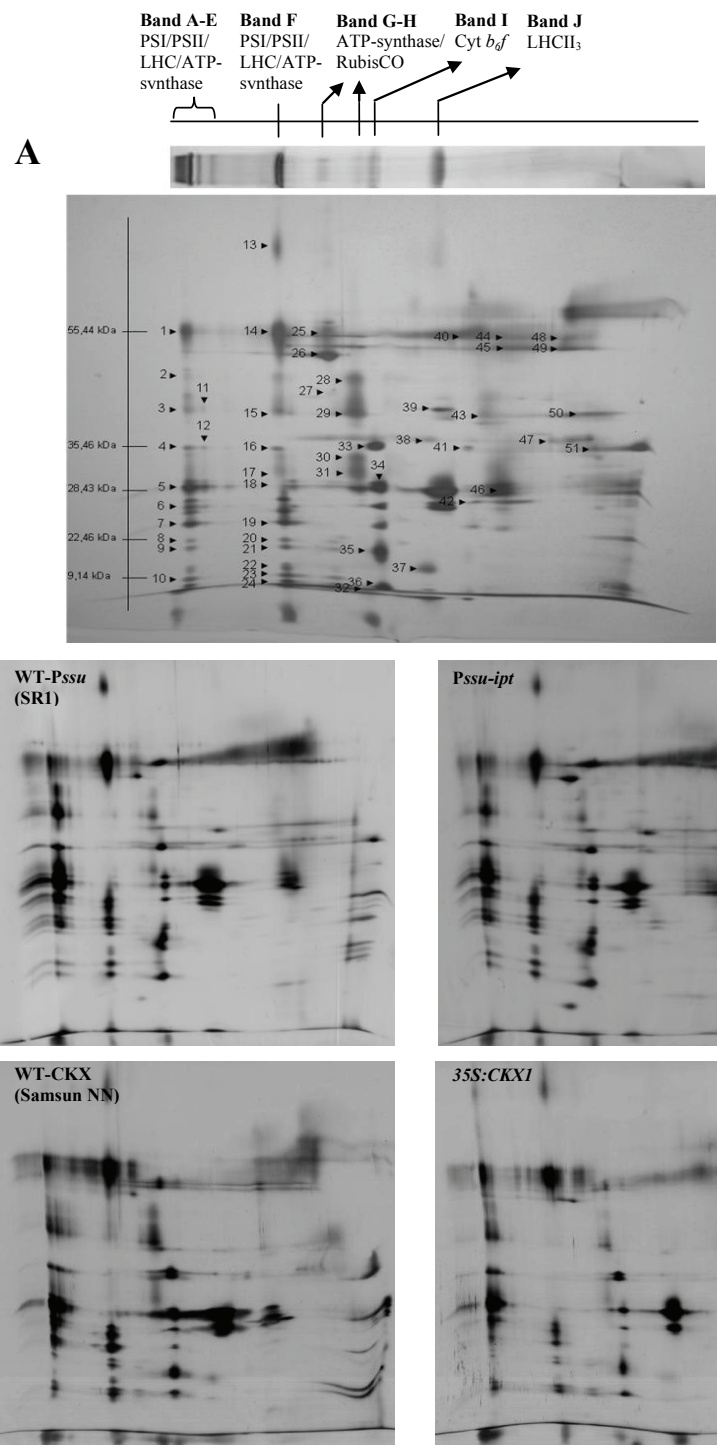 Band A-E
PSI/PSII/
LHC/ATP-
synthase
Band F
PSI/PSII/
LHC/ATP-
synthase
Band G-H
ATP-synthase/
RubisCO
Band I
Cyt b6f
Band J
LHCII3
A
13
55,44 kDa
1
14
25
26
40
44
45
48
49
2
11
3
12
28
27
15
29
39
43
50
35,46 kDa
4
16
33
38
41
47
51
30
17
31
34
28,43 kDa
5
18
46
42
6
7
19
22,46 kDa
8
9
20
21
35
22
37
9,14 kDa
10
23
24
36
32
WT-Pssu
(SR1)
Pssu-ipt
WT-CKX
(Samsun NN)
35S:CKX1